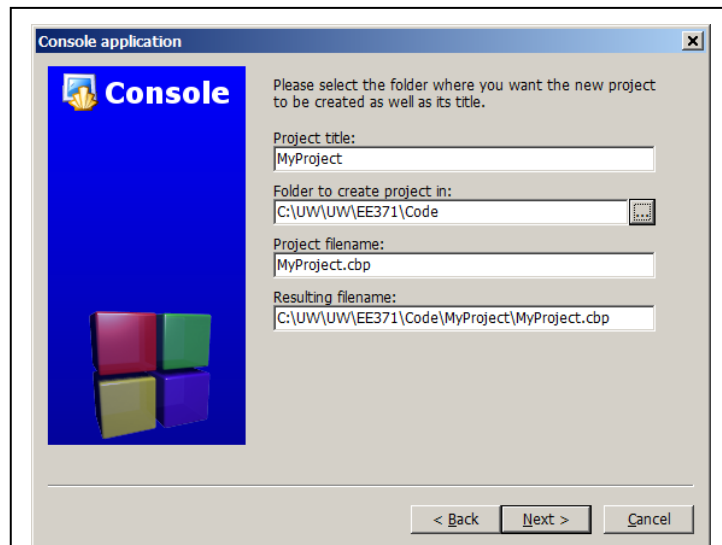 Console application
Console
Please select the folder where you want the new project
to be created as well as its title.
Project title:
MyProject
Folder to create project in:
C:\UW\UW\EE371\Code
...
Project filename:
MyProject.cbp
Resulting filename:
C:\UW\UW\EE371\Code\MyProject\MyProject.cbp
< Back
Next >
Cancel